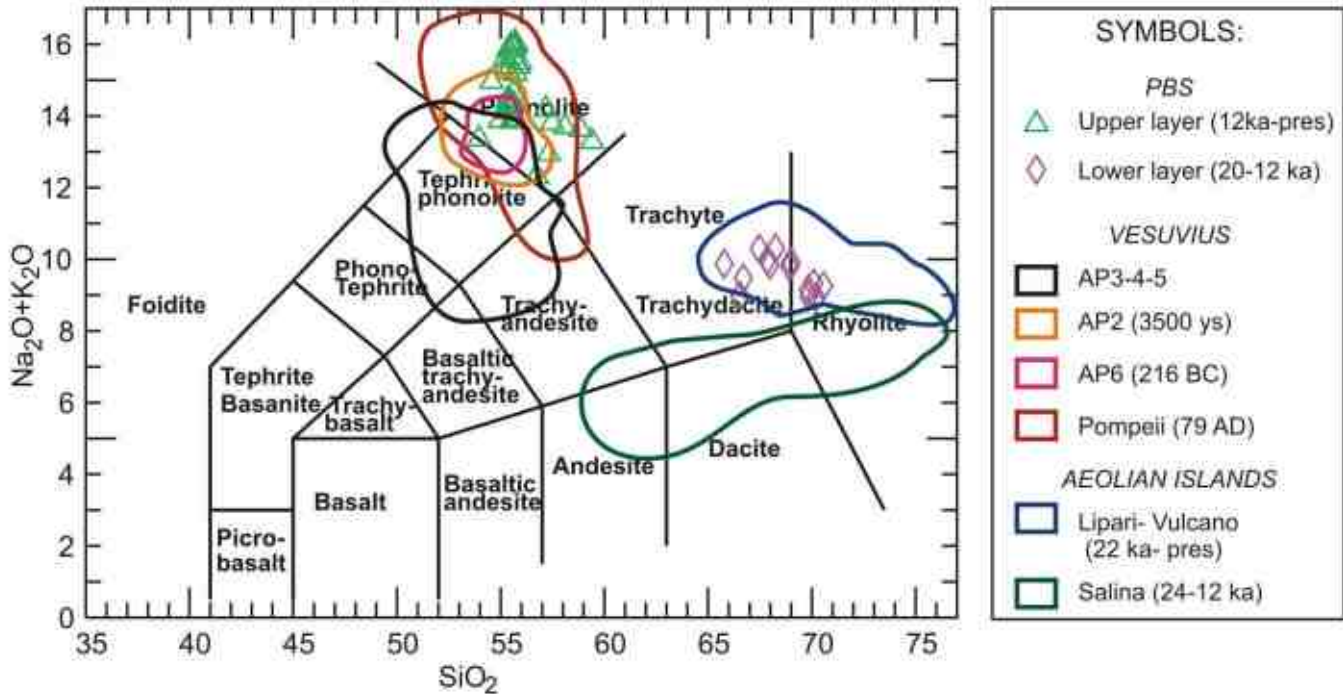 Na2O+K2O
16
14
12
10
8
6
4
2
0
35
40
45
50
55
60
65
70
75
SiO2
Foidite
Phonolite
Tephri-
phonolite
Phono-
Tephrite
Tephrite
Basanite
Trachy-
basalt
Basaltic
trachy-
andesite
Trachy-
andesite
Trachyte
Trachydacite
Rhyolite
Picro-
basalt
Basalt
Basaltic
andesite
Andesite
Dacite
SYMBOLS:
PBS
Upper layer (12ka-pres)
Lower layer (20-12 ka)
VESUVIUS
AP3-4-5
AP2 (3500 ys)
AP6 (216 BC)
Pompeii (79 AD)
AEOLIAN ISLANDS
Lipari- Vulcano
(22 ka- pres)
Salina (24-12 ka)